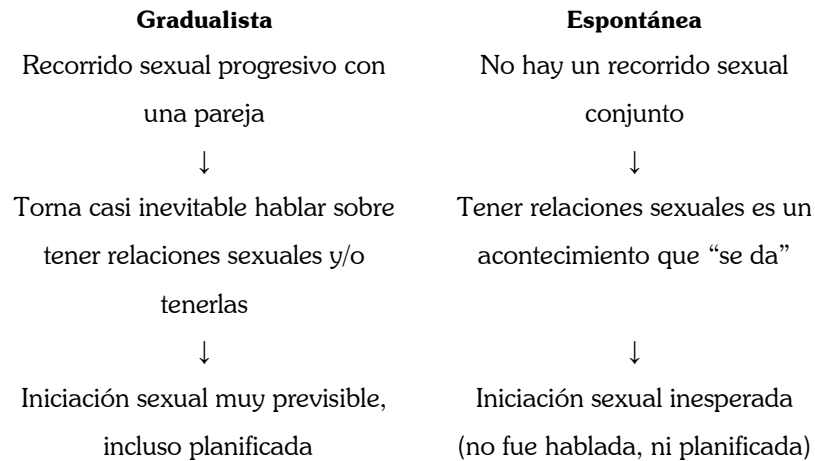 Gradualista
Recorrido sexual progresivo con
una pareja
↓
Torna casi inevitable hablar sobre
tener relaciones sexuales y/o
tenerlas
↓
Iniciación sexual muy previsible,
incluso planificada
Espontánea
No hay un recorrido sexual
conjunto
↓
Tener relaciones sexuales es un
acontecimiento que “se da”
↓
Iniciación sexual inesperada
(no fue hablada, ni planificada)